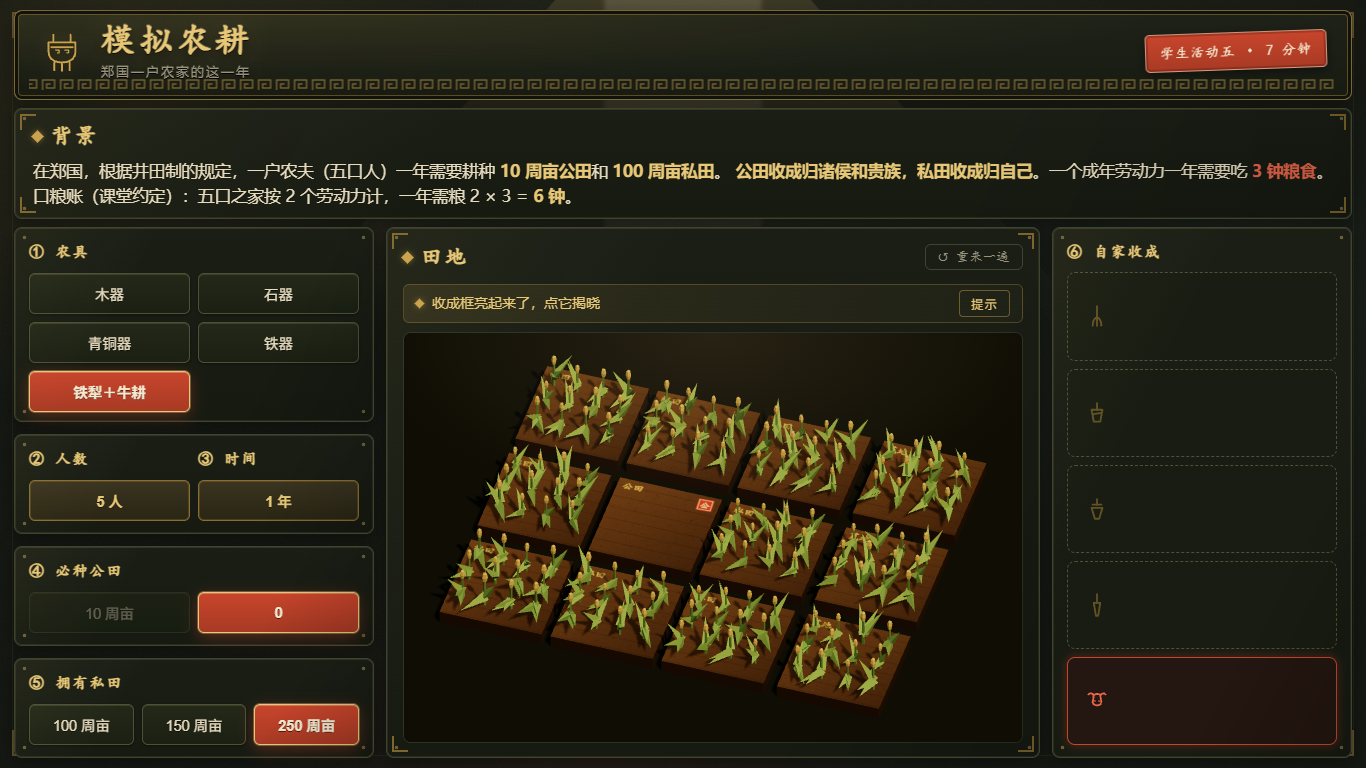 模拟农耕
郑国一户农家的这一年
学生活动五 • 7 分钟
背景
在郑国，根据井田制的规定，一户农夫（五口人）一年需要耕种 10 周亩公田和 100 周亩私田。 公田收成归诸侯和贵族，私田收成归自己。一个成年劳动力一年需要吃 3 钟粮食。
口粮账（课堂约定）：五口之家按 2 个劳动力计，一年需粮 2 × 3 = 6 钟。
① 农具
木器
石器
青铜器
铁器
铁犁＋牛耕
② 人数
③ 时间
5 人
1 年
④ 必种公田
10 周亩
0
⑤ 拥有私田
100 周亩
150 周亩
250 周亩
田地
↺ 重来一遍
收成框亮起来了，点它揭晓
提示
公田
⑥ 自家收成